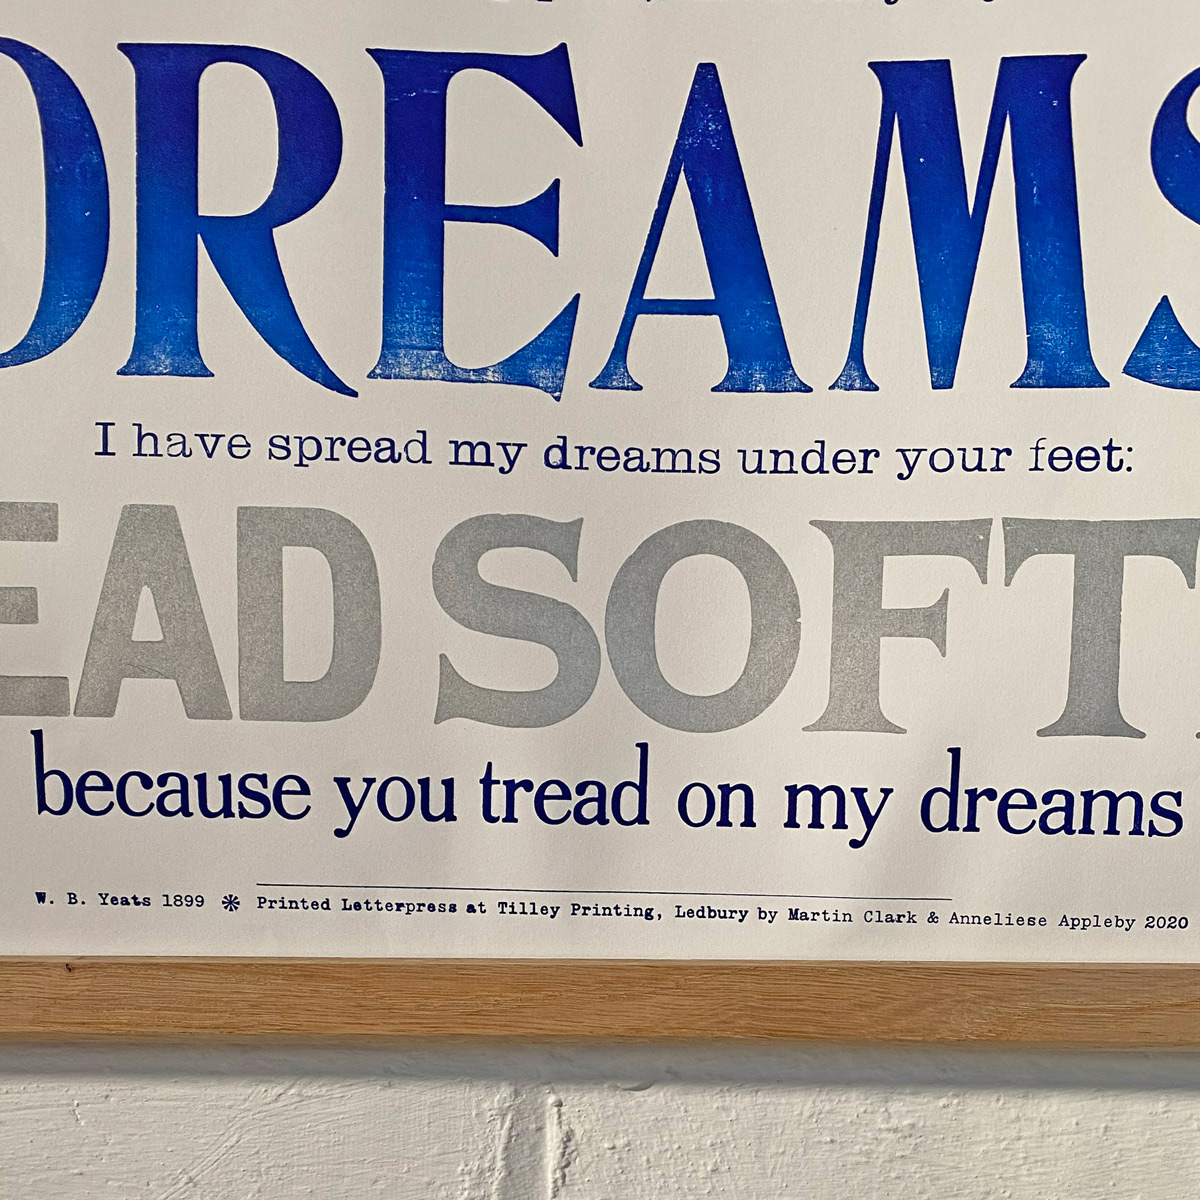 DREAMS
I have spread my dreams under your feet:
EAD SOFT
because you tread on my dreams
W. B. Yeats 1899 ✻ Printed Letterpress at Tilley Printing, Ledbury by Martin Clark & Anneliese Appleby 2020